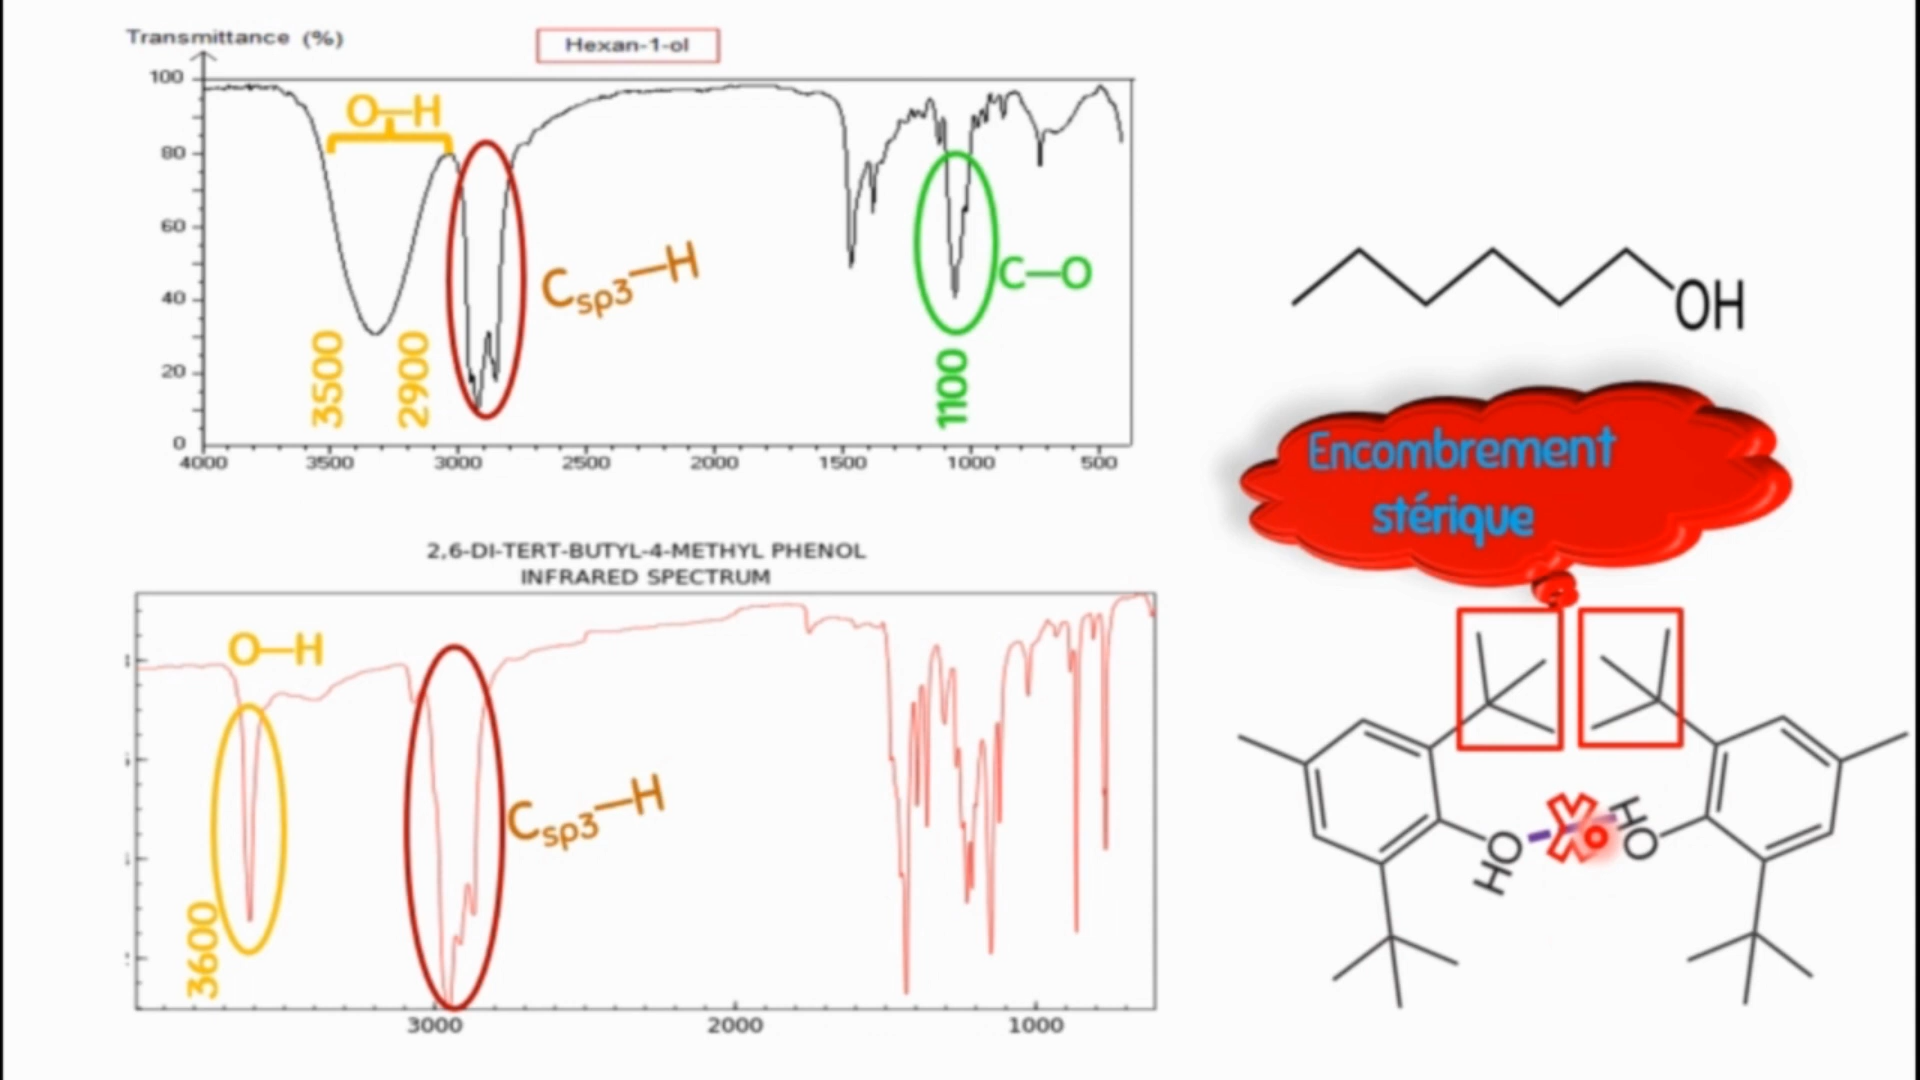 Transmittance (%)
Hexan-1-ol
100
80
60
40
20
0
4000 3500 3000 2500 2000 1500 1000 500
O—H
3500
2900
Csp3—H
C—O
1100
OH
Encombrement
stérique
2,6-DI-TERT-BUTYL-4-METHYL PHENOL
INFRARED SPECTRUM
O—H
3600
Csp3—H
3000 2000 1000
O
H
H
O